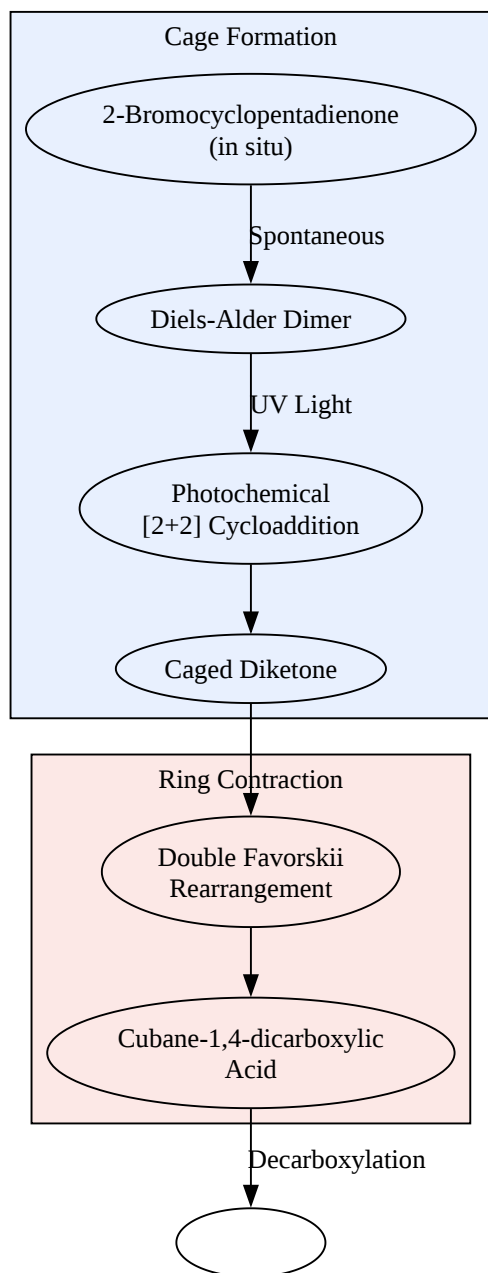 Cage Formation
2-Bromocyclopentadienone
(in situ)
Spontaneous
Diels-Alder Dimer
UV Light
Photochemical
[2+2] Cycloaddition
Caged Diketone
Ring Contraction
Double Favorskii
Rearrangement
Cubane-1,4-dicarboxylic
Acid
Decarboxylation